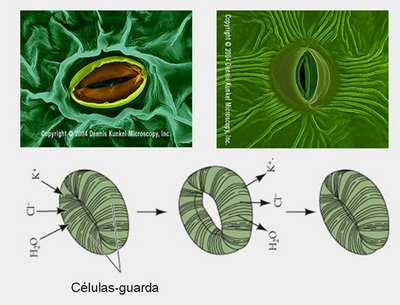 Copyright © 2004 Dennis Kunkel Microscopy, Inc.
Copyright © 2004 Dennis Kunkel Microscopy, Inc.
K⁺
Cl⁻
H₂O
K⁺
Cl⁻
H₂O
Células-guarda